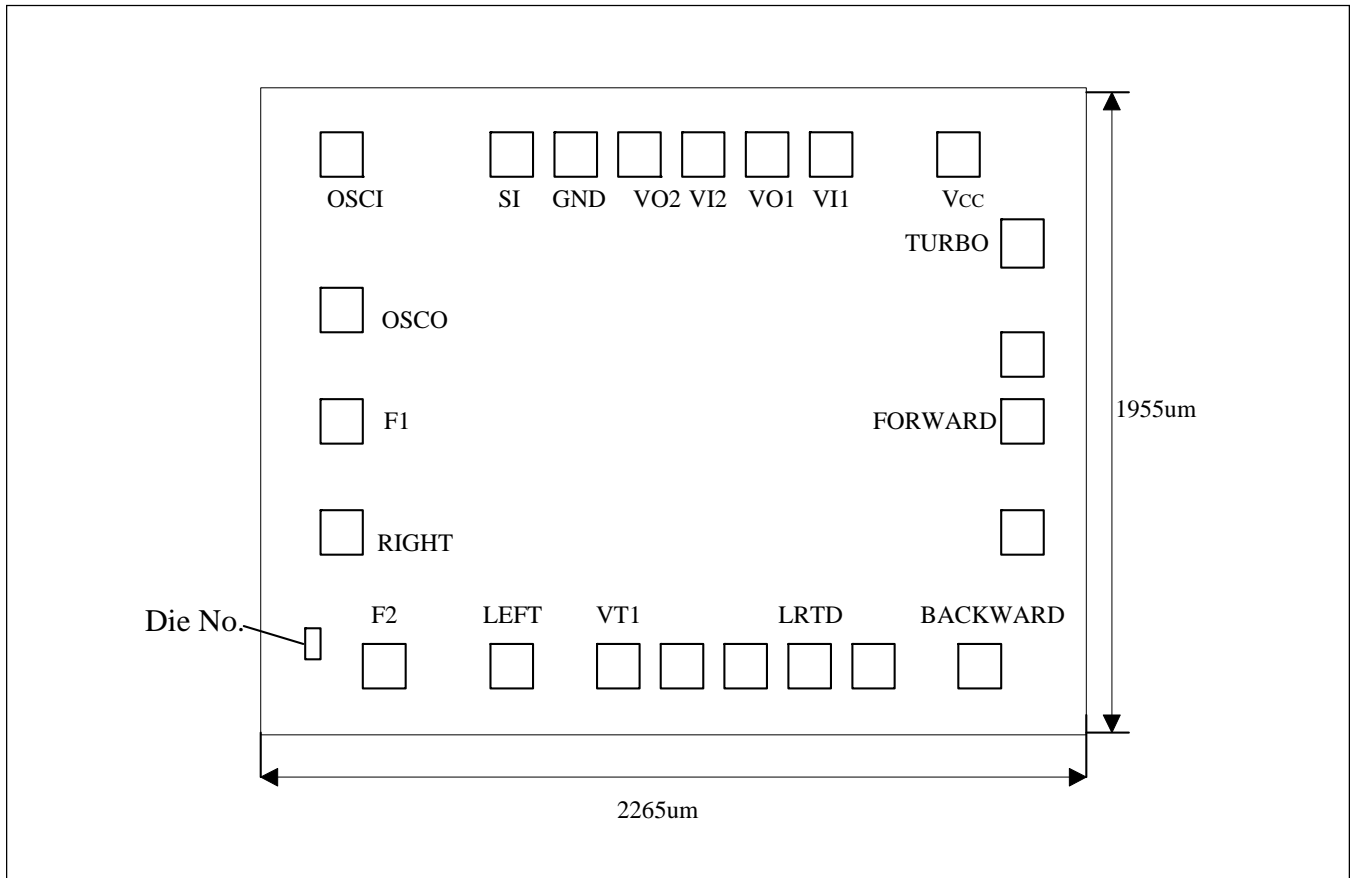 OSCI SI GND VO2 VI2 VO1 VI1 VCC
TURBO
OSCO
F1 FORWARD 1955um
RIGHT
F2 LEFT VT1 LRTD BACKWARD
Die No.
2265um